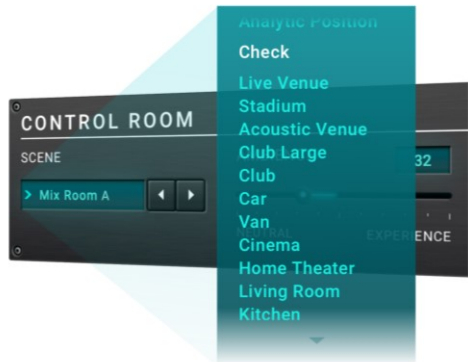 Analytic Position
Check
Live Venue
Stadium
Acoustic Venue
Club Large
Club
Car
Van
Cinema
Home Theater
Living Room
Kitchen
CONTROL ROOM
SCENE
> Mix Room A
32
NEUTRAL
EXPERIENCE